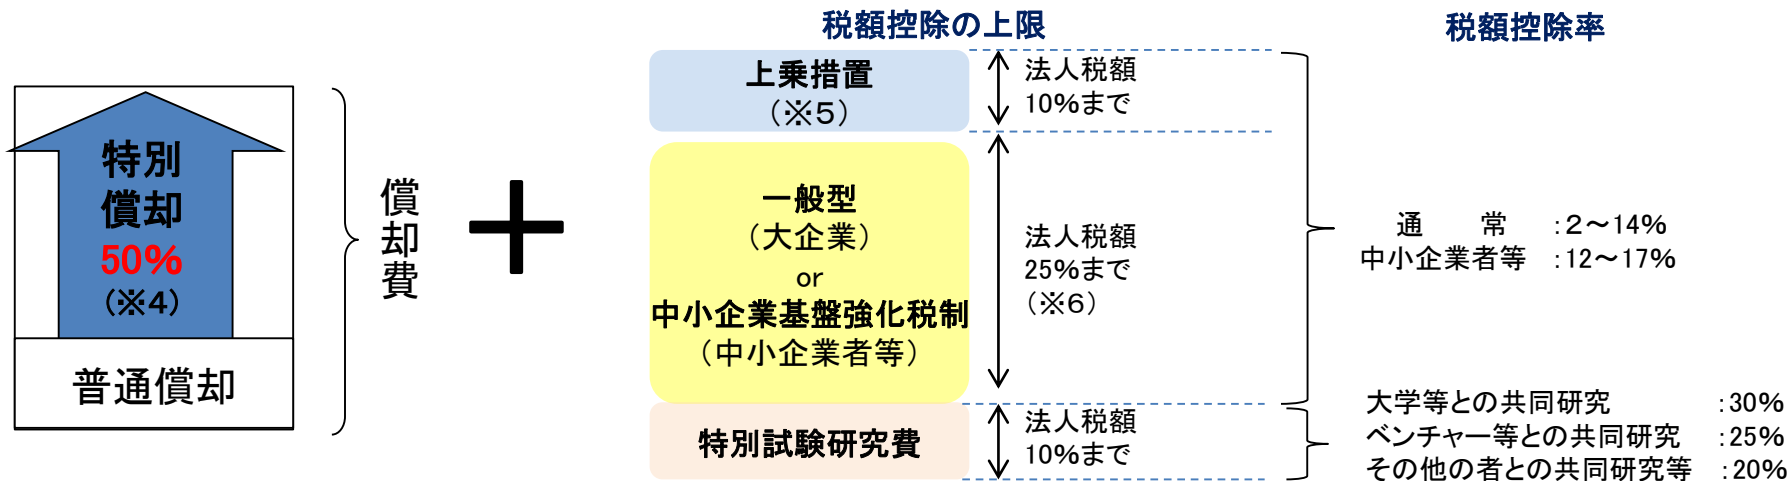 税額控除の上限
税額控除率
特別
償却
50%
(※4)
普通償却
償却費
+
上乗措置
(※5)
法人税額
10%まで
一般型
(大企業)
or
中小企業基盤強化税制
(中小企業者等)
法人税額
25%まで
(※6)
通　常　:2~14%
中小企業者等　:12~17%
特別試験研究費
法人税額
10%まで
大学等との共同研究　:30%
ベンチャー等との共同研究　:25%
その他の者との共同研究等　:20%